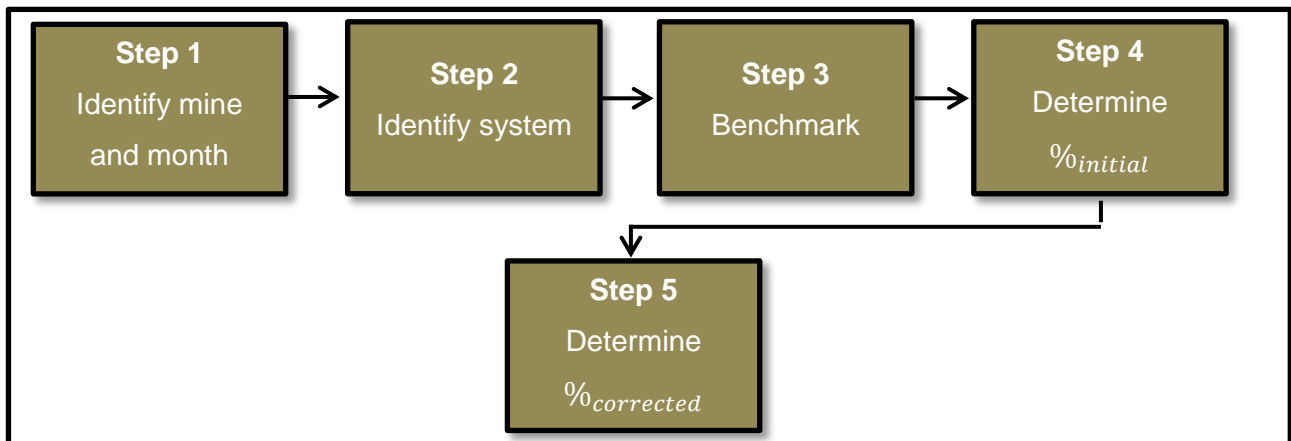 Step 1
Identify mine
and month
Step 2
Identify system
Step 3
Benchmark
Step 4
Determine
%initial
Step 5
Determine
%corrected